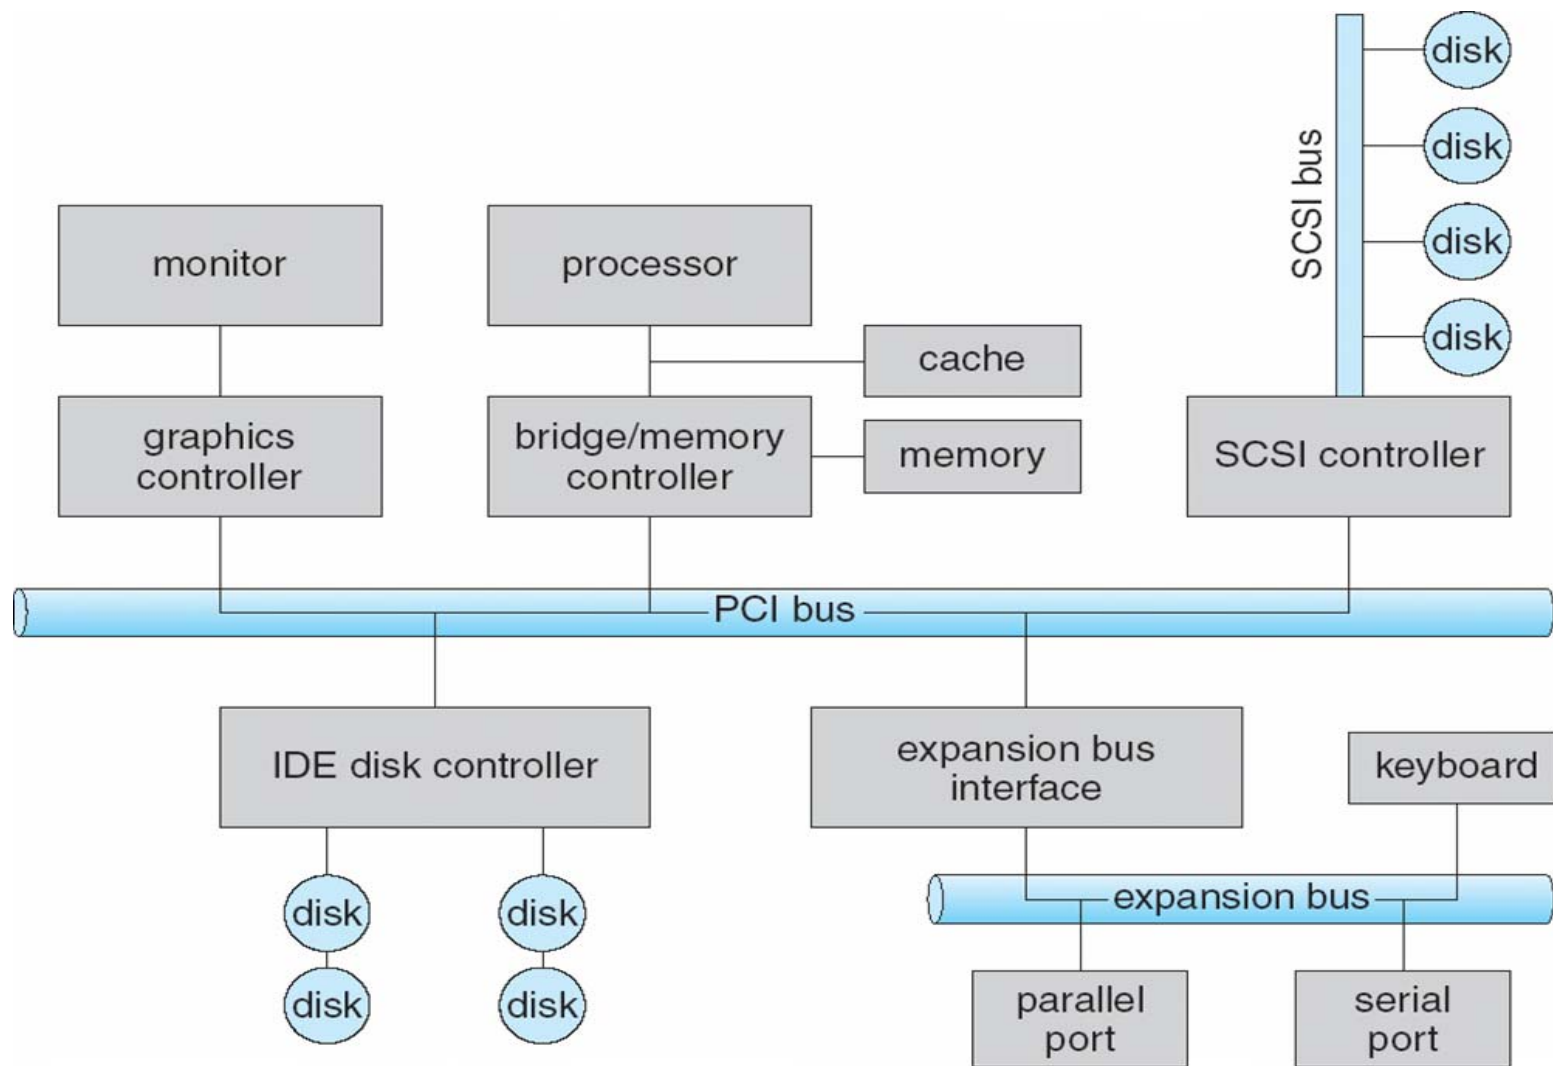 disk
disk
disk
disk
SCSI bus
monitor
processor
cache
graphics
controller
bridge/memory
controller
memory
SCSI controller
PCI bus
IDE disk controller
expansion bus
interface
keyboard
disk
disk
expansion bus
disk
disk
parallel
port
serial
port